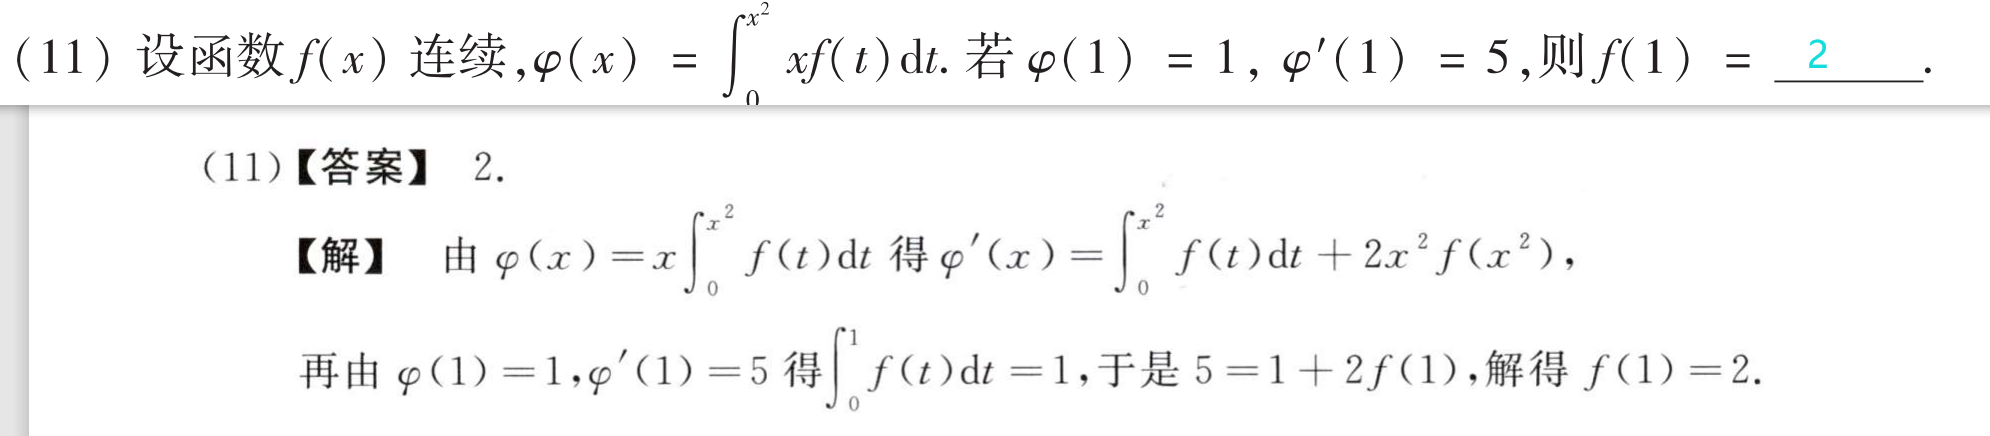 (11) 设函数f(x) 连续,φ(x) = ∫₀^{x²} xf(t)dt. 若 φ(1) = 1, φ′(1) = 5,则 f(1) = 2.
(11)【答案】 2.
【解】 由 φ(x)=x∫₀^{x²} f(t)dt 得 φ′(x)=∫₀^{x²} f(t)dt+2x²f(x²),
再由 φ(1)=1,φ′(1)=5 得∫₀¹ f(t)dt=1,于是 5=1+2f(1),解得 f(1)=2.